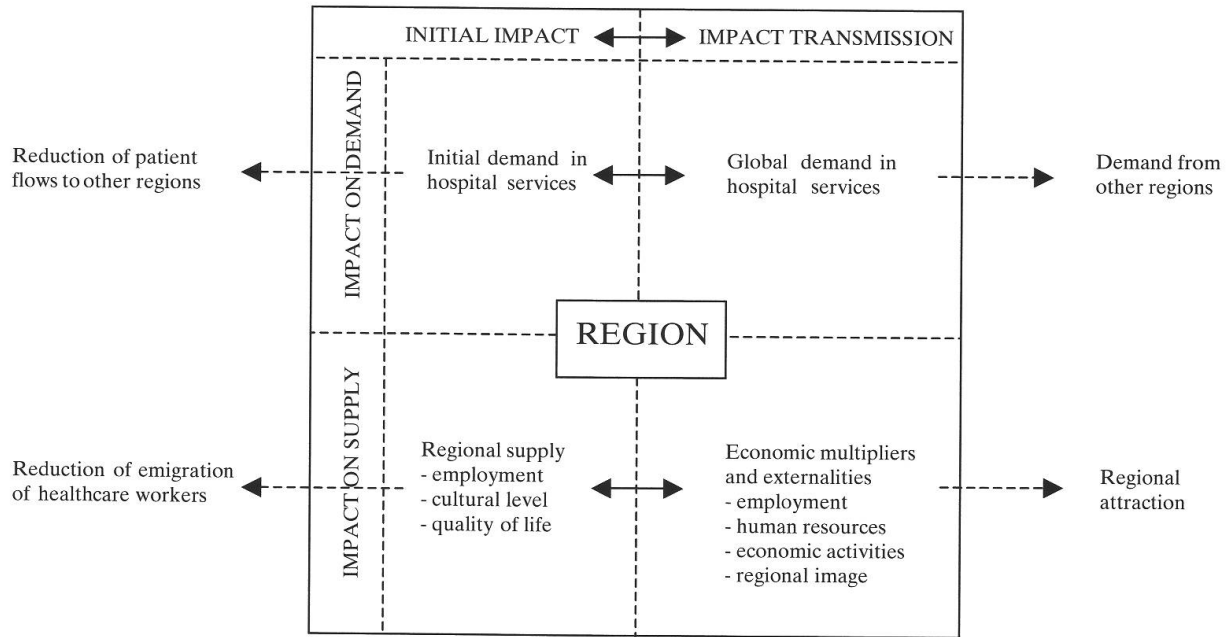 INITIAL IMPACT
IMPACT TRANSMISSION
IMPACT ON DEMAND
Reduction of patient
flows to other regions
Initial demand in
hospital services
Global demand in
hospital services
Demand from
other regions
REGION
IMPACT ON SUPPLY
Reduction of emigration
of healthcare workers
Regional supply
- employment
- cultural level
- quality of life
Economic multipliers
and externalities
- employment
- human resources
- economic activities
- regional image
Regional
attraction